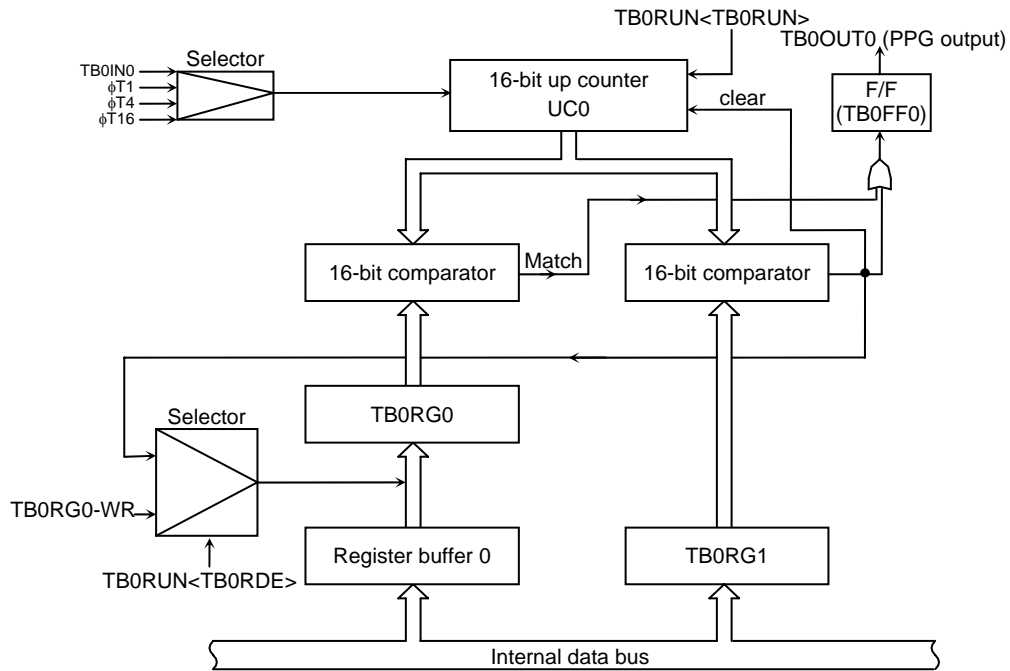 TB0RUN<TB0RUN>
TB0OUT0 (PPG output)
Selector
TB0IN0
ϕT1
ϕT4
ϕT16
16-bit up counter
UC0
clear
F/F
(TB0FF0)
16-bit comparator
Match
16-bit comparator
TB0RG0
Selector
TB0RG0-WR
Register buffer 0
TB0RG1
TB0RUN<TB0RDE>
Internal data bus